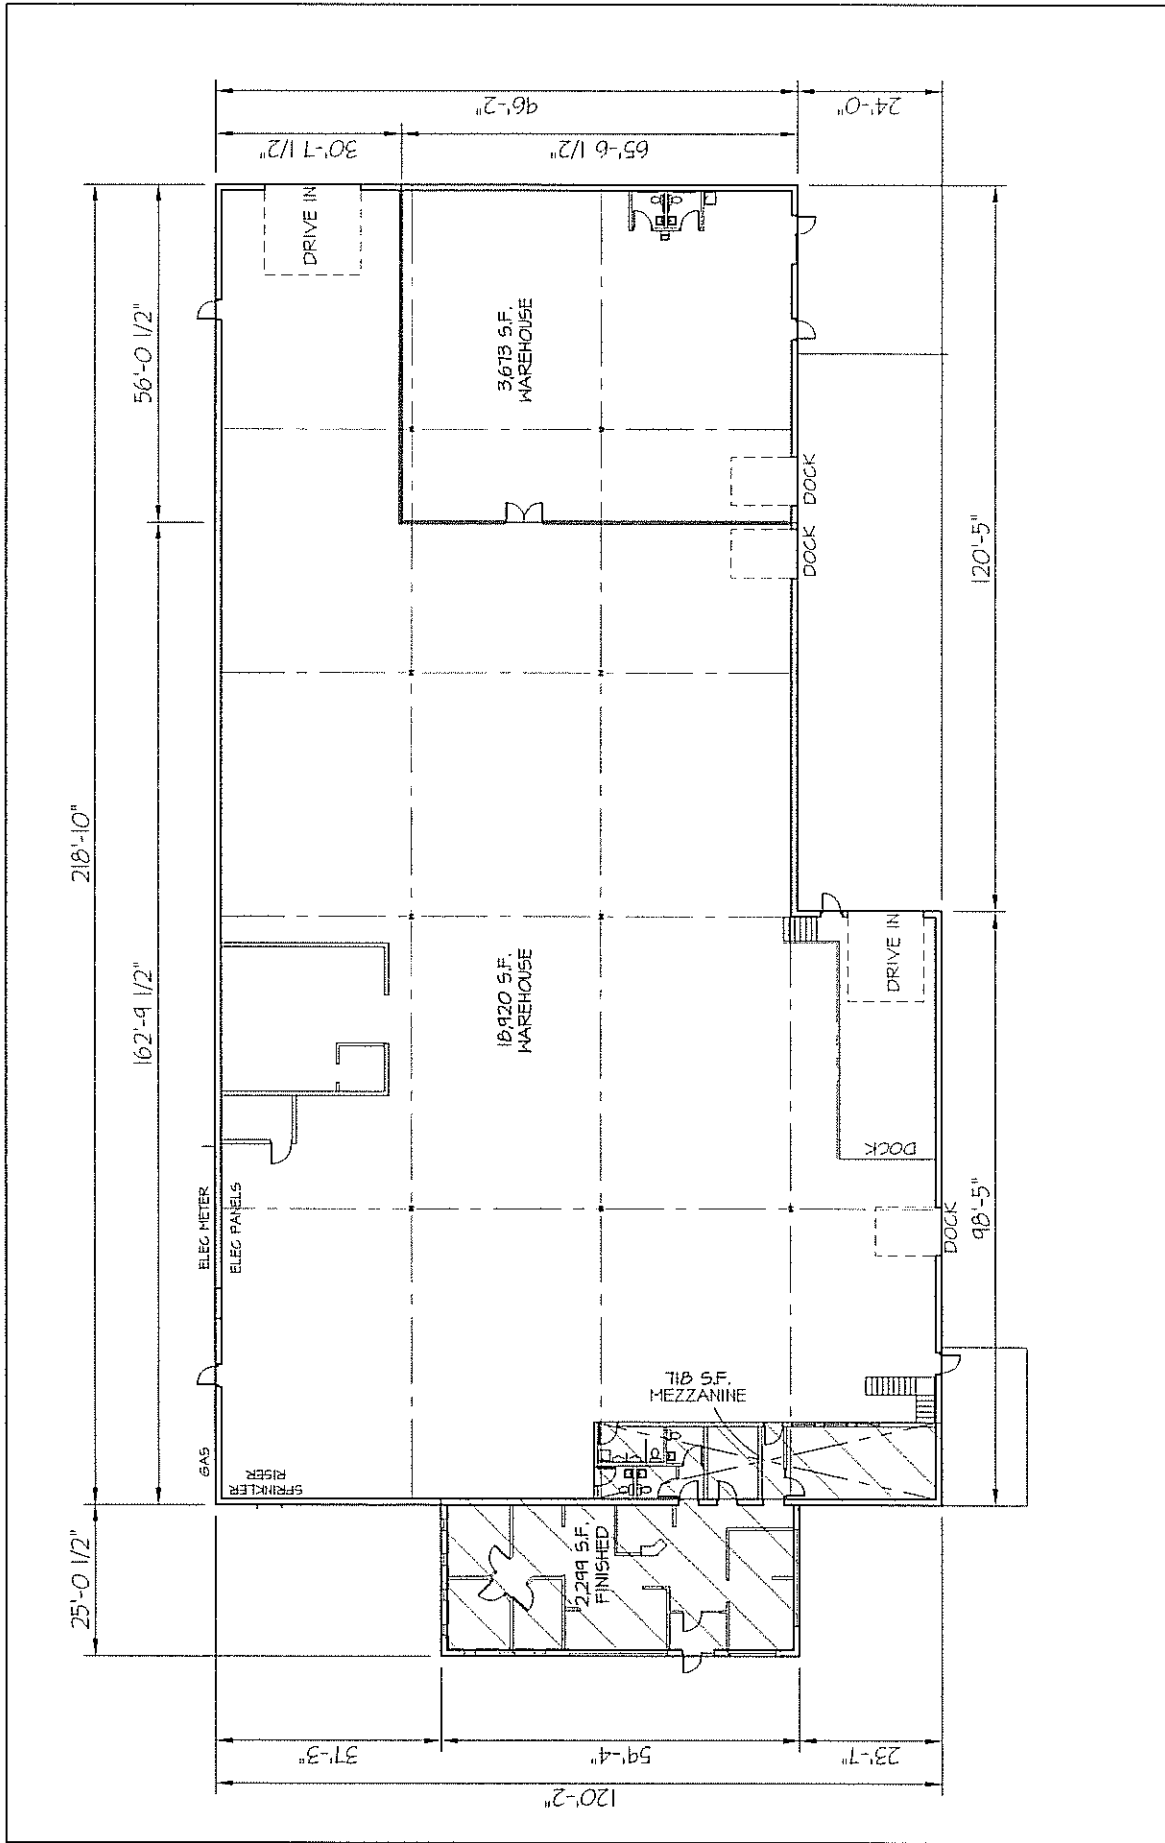 96'-2"
24'-0"
30'-7 1/2"
65'-6 1/2"
DRIVE IN
56'-0 1/2"
3,673 S.F.
WAREHOUSE
DOCK
DOCK
120'-5"
218'-10"
162'-9 1/2"
18,920 S.F.
WAREHOUSE
DRIVE IN
DOCK
ELEC METER
ELEC PANELS
DOCK
98'-5"
718 S.F.
MEZZANINE
GAS
SPRINKLER
RISER
25'-0 1/2"
2,299 S.F.
FINISHED
37'-3"
59'-4"
23'-7"
120'-2"